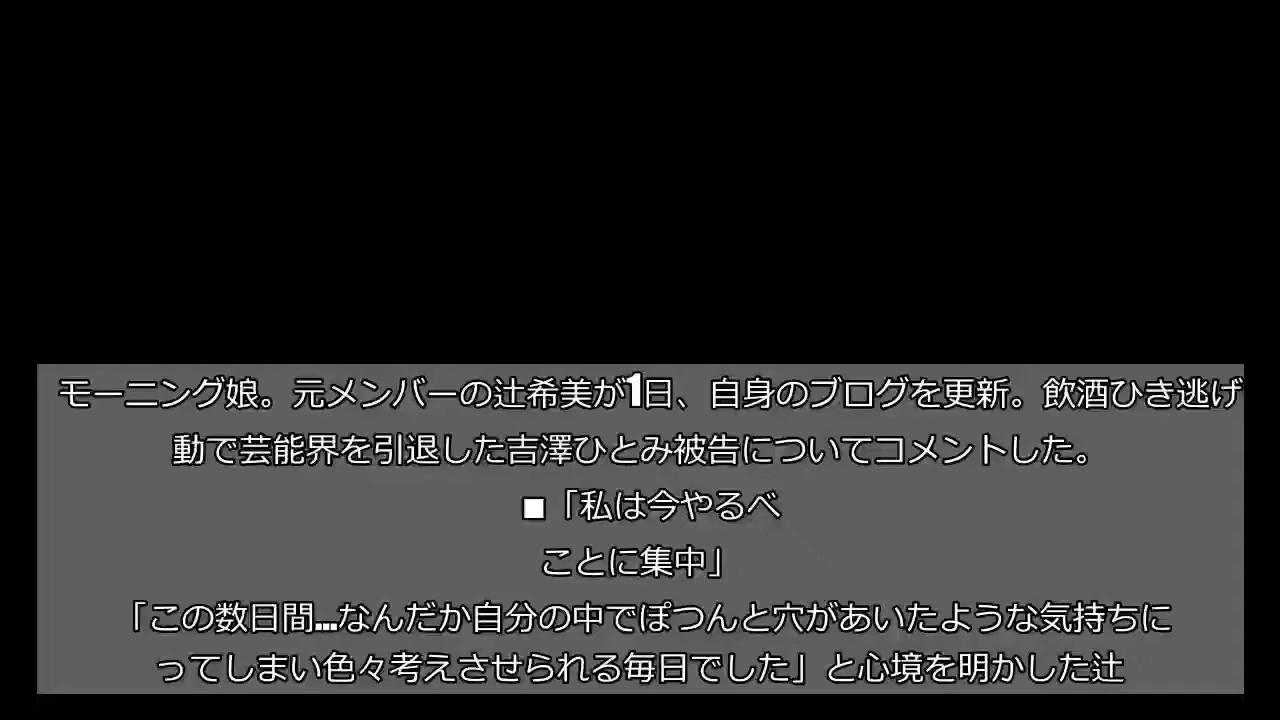 モーニング娘。元メンバーの辻希美が1日、自身のブログを更新。飲酒ひき逃げ
動で芸能界を引退した吉澤ひとみ被告についてコメントした。
■「私は今やるべ
ことに集中」
「この数日間…なんだか自分の中でぽつんと穴があいたような気持ちに
ってしまい色々考えさせられる毎日でした」と心境を明かした辻